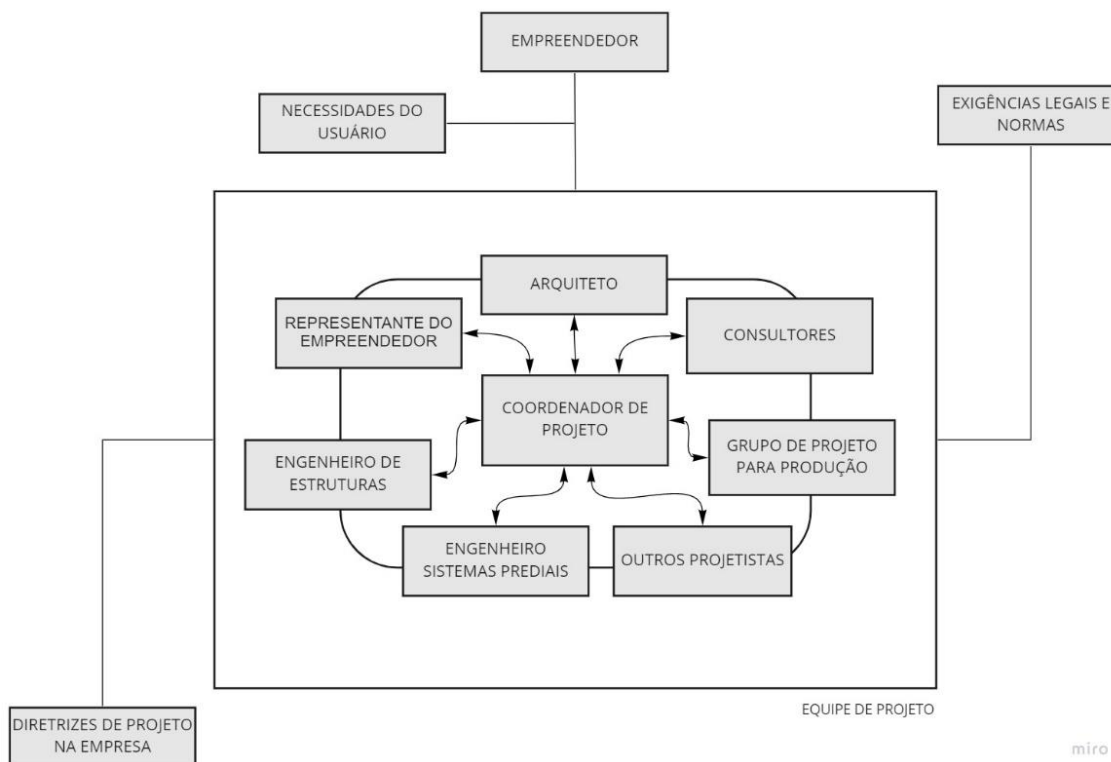 EMPREENDEDOR
NECESSIDADES DO
USUÁRIO
EXIGÊNCIAS LEGAIS E
NORMAS
ARQUITETO
REPRESENTANTE DO
EMPREENDEDOR
CONSULTORES
COORDENADOR DE
PROJETO
GRUPO DE PROJETO
PARA PRODUÇÃO
ENGENHEIRO DE
ESTRUTURAS
ENGENHEIRO
SISTEMAS PREDIAIS
OUTROS PROJETISTAS
EQUIPE DE PROJETO
DIRETRIZES DE PROJETO
NA EMPRESA
miro